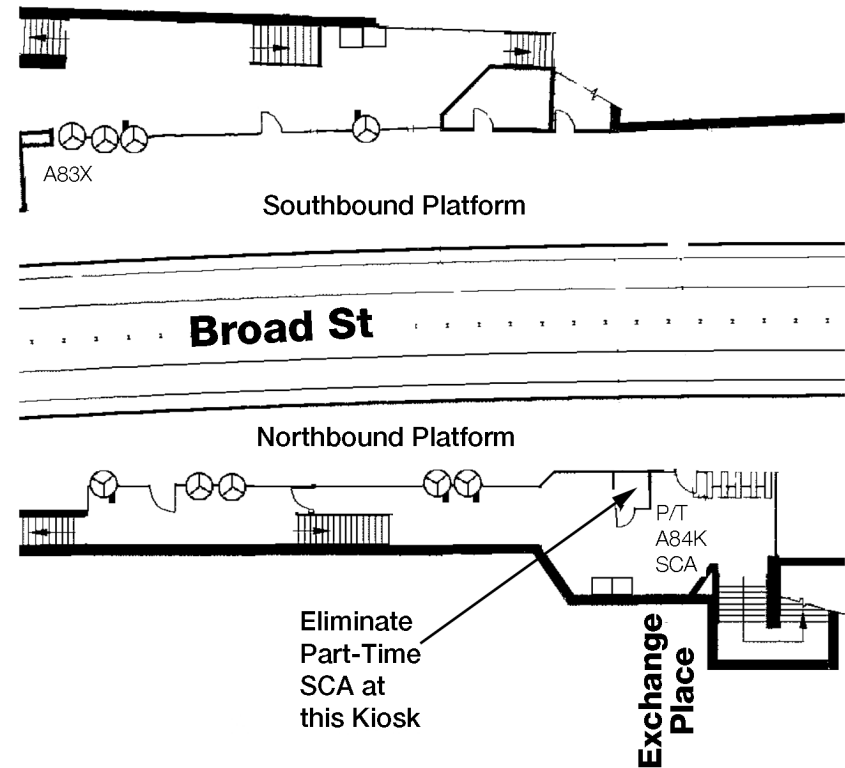 A83X
Southbound Platform
Broad St
Northbound Platform
P/T
A84K
SCA
Eliminate
Part-Time
SCA at
this Kiosk
Exchange
Place